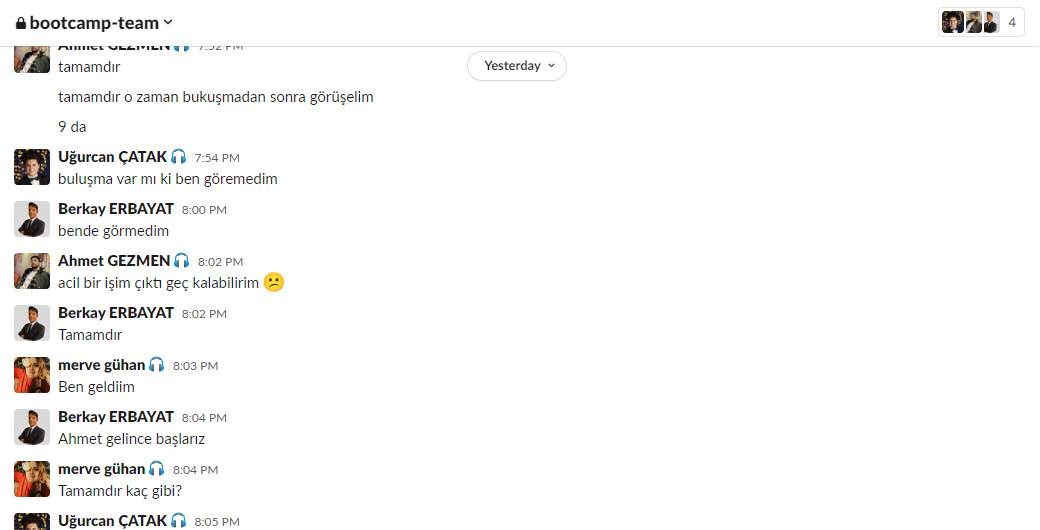 bootcamp-team
4
Ahmet GEZMEN 7:52 PM
Yesterday
tamamdır
tamamdır o zaman bukuşmadan sonra görüşelim
9 da
Uğurcan ÇATAK 7:54 PM
buluşma var mı ki ben göremedim
Berkay ERBAYAT 8:00 PM
bende görmedim
Ahmet GEZMEN 8:02 PM
acil bir işim çıktı geç kalabilirim
Berkay ERBAYAT 8:02 PM
Tamamdır
merve gühan 8:03 PM
Ben geldiim
Berkay ERBAYAT 8:04 PM
Ahmet gelince başlarız
merve gühan 8:04 PM
Tamamdır kaç gibi?
Uğurcan ÇATAK 8:05 PM